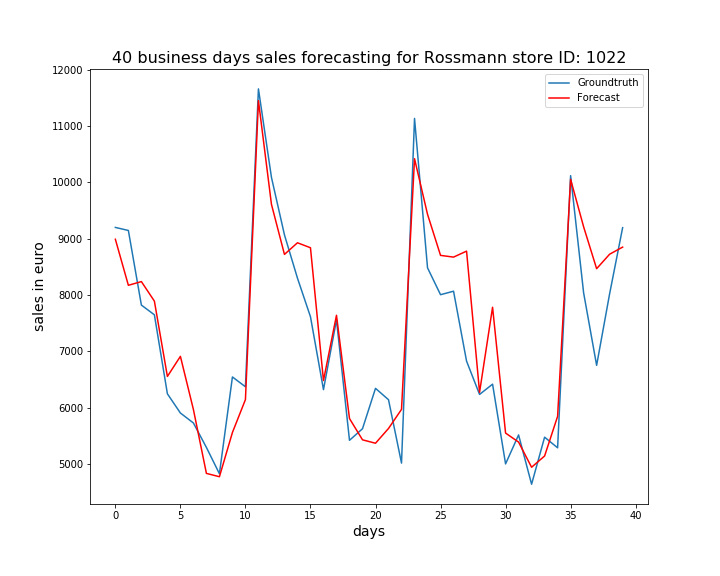 40 business days sales forecasting for Rossmann store ID: 1022
12000
11000
10000
9000
8000
7000
6000
5000
sales in euro
Groundtruth
Forecast
0 5 10 15 20 25 30 35 40
days